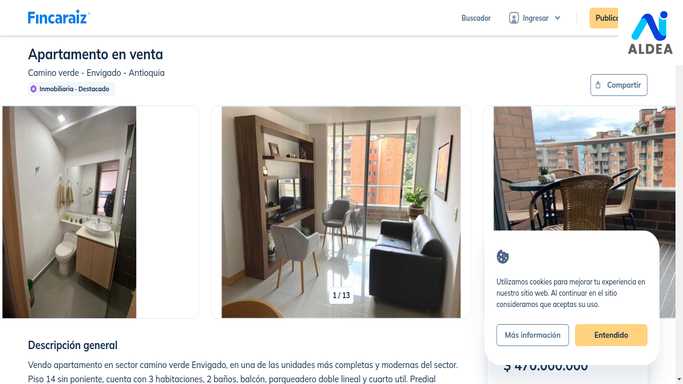 Fincaraiz
Buscador
Ingresar
Public
ALDEA
Apartamento en venta
Camino verde - Envigado - Antioquia
Inmobiliaria · Destacado
Compartir
1 / 13
Utilizamos cookies para mejorar tu experiencia en
nuestro sitio web. Al continuar en el sitio
consideramos que aceptas su uso.
Más información
Entendido
$ 470.000.000
Descripción general
Vendo apartamento en sector camino verde Envigado, en una de las unidades más completas y modernas del sector.
Piso 14 sin poniente, cuenta con 3 habitaciones, 2 baños, balcón, parqueadero doble lineal y cuarto util. Predial